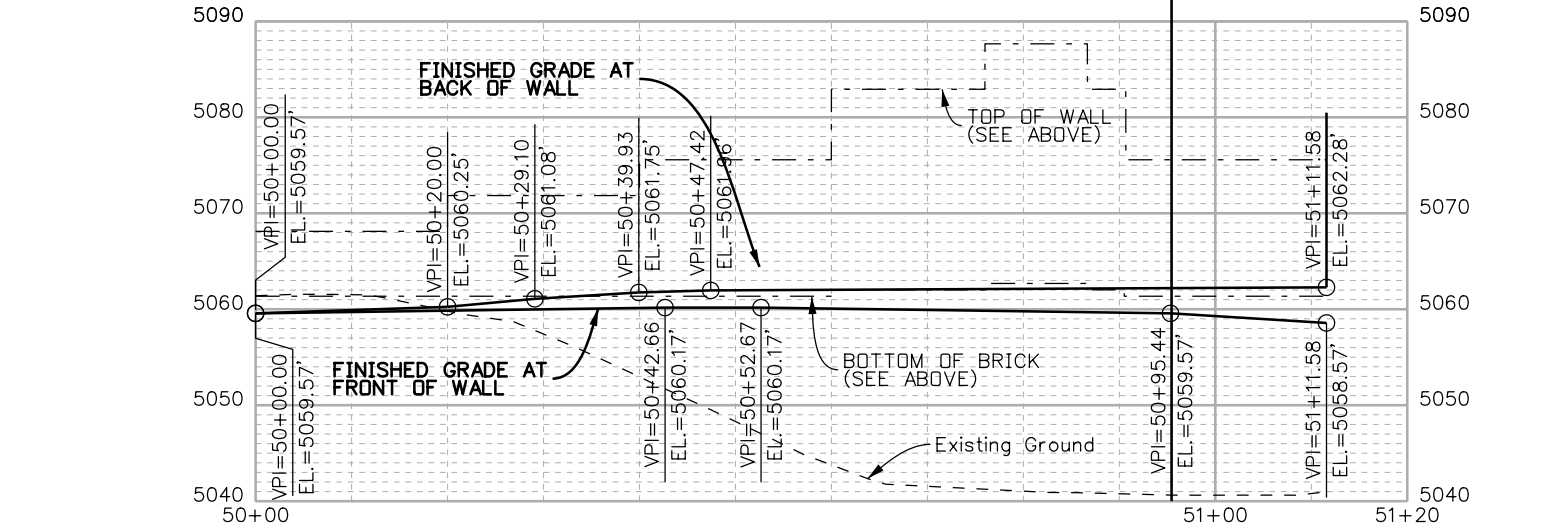 5090
5090
FINISHED GRADE AT
BACK OF WALL
5080
5080
TOP OF WALL
(SEE ABOVE)
VPI=50+00.00
EL.=5059.57'
VPI=50+20.00
EL.=5060.25'
VPI=50+29.10
EL.=5061.08'
VPI=50+39.93
EL.=5061.75'
VPI=50+47.42
EL.=5061.96'
VPI=51+11.58
EL.=5062.28'
5070
5070
5060
5060
FINISHED GRADE AT
FRONT OF WALL
BOTTOM OF BRICK
(SEE ABOVE)
VPI=50+00.00
EL.=5059.57'
VPI=50+42.66
EL.=5060.17'
VPI=50+52.67
EL.=5060.17'
VPI=50+95.44
EL.=5059.57'
VPI=51+11.58
EL.=5058.57'
5050
5050
Existing Ground
5040
5040
50+00
51+00
51+20